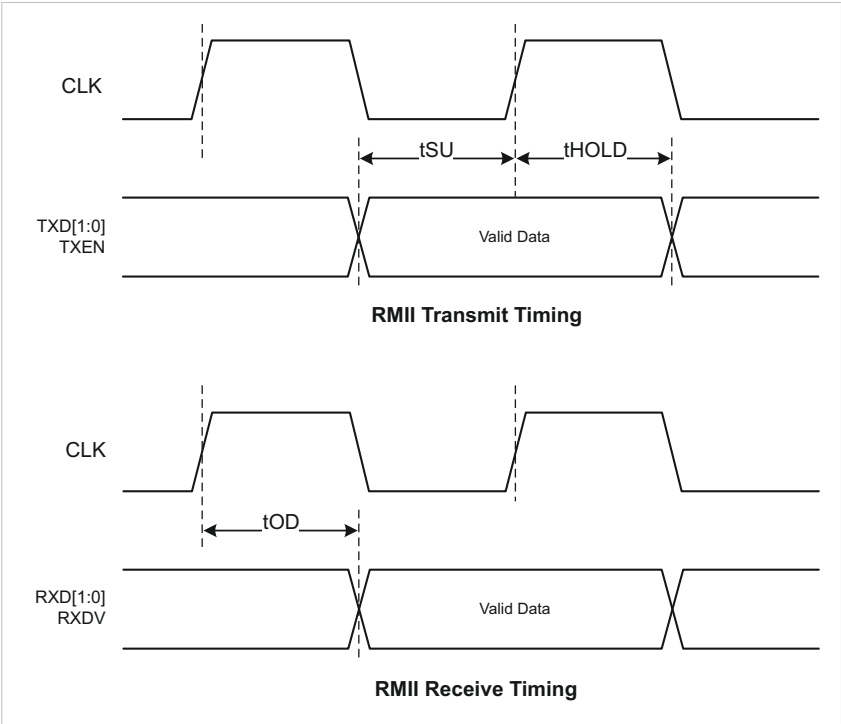 CLK
tSU
tHOLD
TXD[1:0]
TXEN
Valid Data
RMII Transmit Timing
CLK
tOD
RXD[1:0]
RXDV
Valid Data
RMII Receive Timing